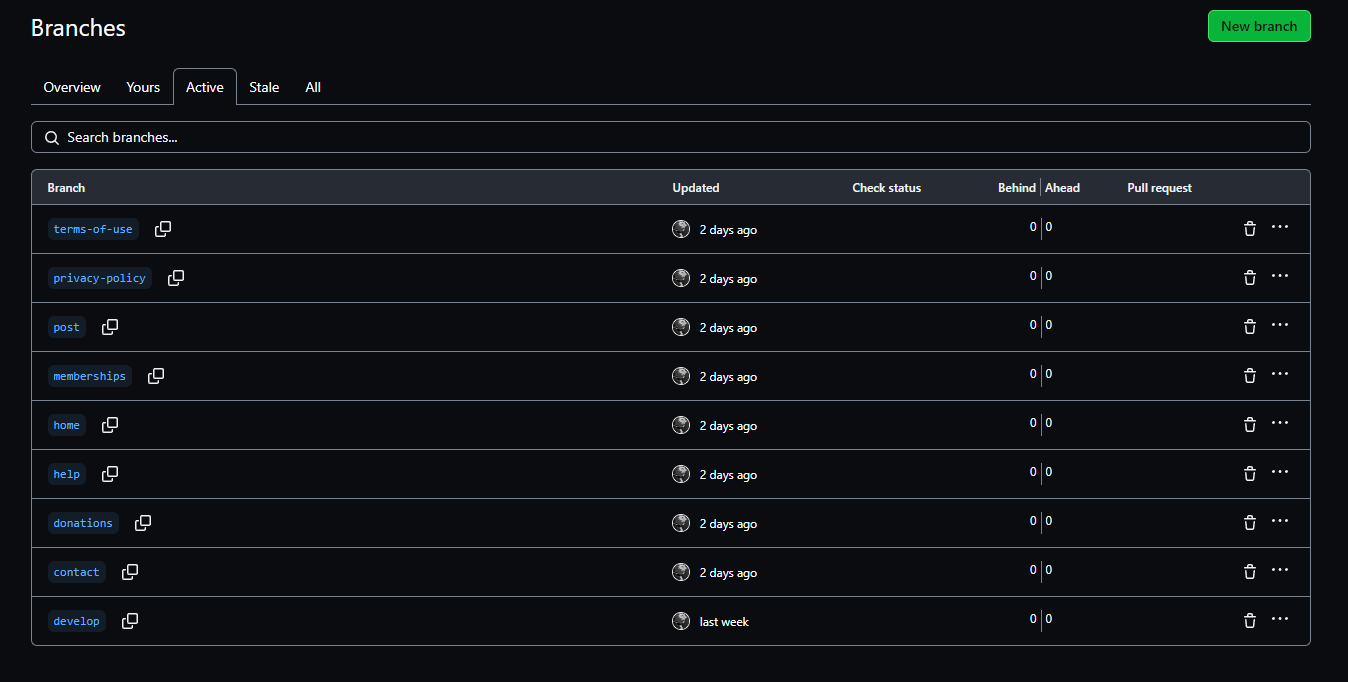 Branches
New branch
Overview Yours Active Stale All
Search branches...
Branch Updated Check status Behind Ahead Pull request
terms-of-use 2 days ago 0 0
privacy-policy 2 days ago 0 0
post 2 days ago 0 0
memberships 2 days ago 0 0
home 2 days ago 0 0
help 2 days ago 0 0
donations 2 days ago 0 0
contact 2 days ago 0 0
develop last week 0 0